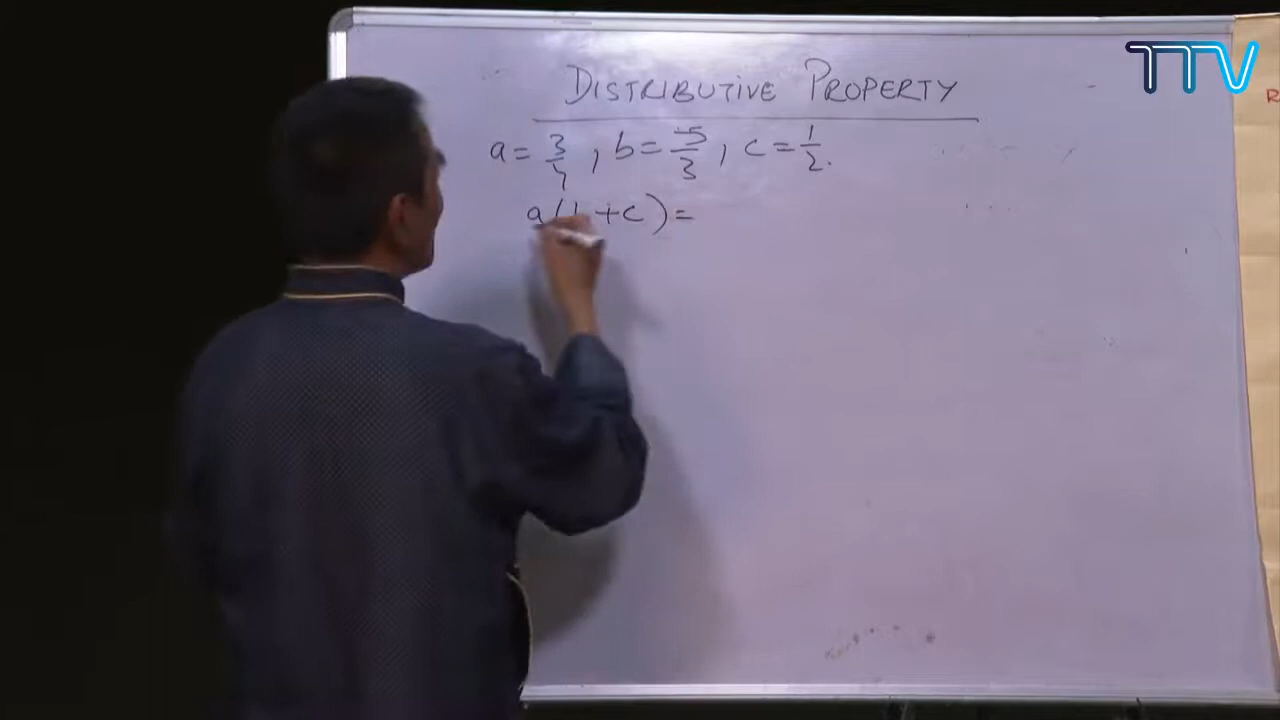 TTV
DISTRIBUTIVE PROPERTY
a = 3/4, b = -5/3, c = 1/2.
a( +c) =
R